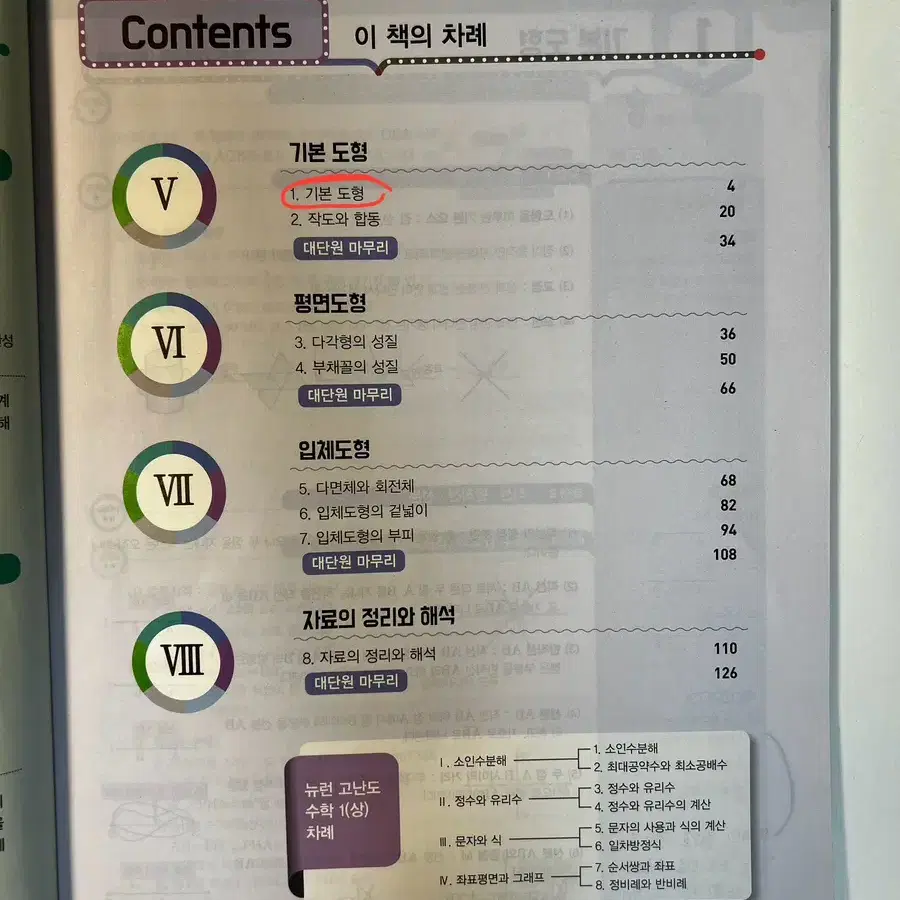 Contents 이 책의 차례
V
기본 도형
1. 기본 도형 4
2. 작도와 합동 20
대단원 마무리 34
VI
평면도형
3. 다각형의 성질 36
4. 부채꼴의 성질 50
대단원 마무리 66
VII
입체도형
5. 다면체와 회전체 68
6. 입체도형의 겉넓이 82
7. 입체도형의 부피 94
대단원 마무리 108
VIII
자료의 정리와 해석
8. 자료의 정리와 해석 110
대단원 마무리 126
뉴런 고난도
수학 1(상)
차례
I. 소인수분해
1. 소인수분해
2. 최대공약수와 최소공배수
II. 정수와 유리수
3. 정수와 유리수
4. 정수와 유리수의 계산
III. 문자와 식
5. 문자의 사용과 식의 계산
6. 일차방정식
IV. 좌표평면과 그래프
7. 순서쌍과 좌표
8. 정비례와 반비례